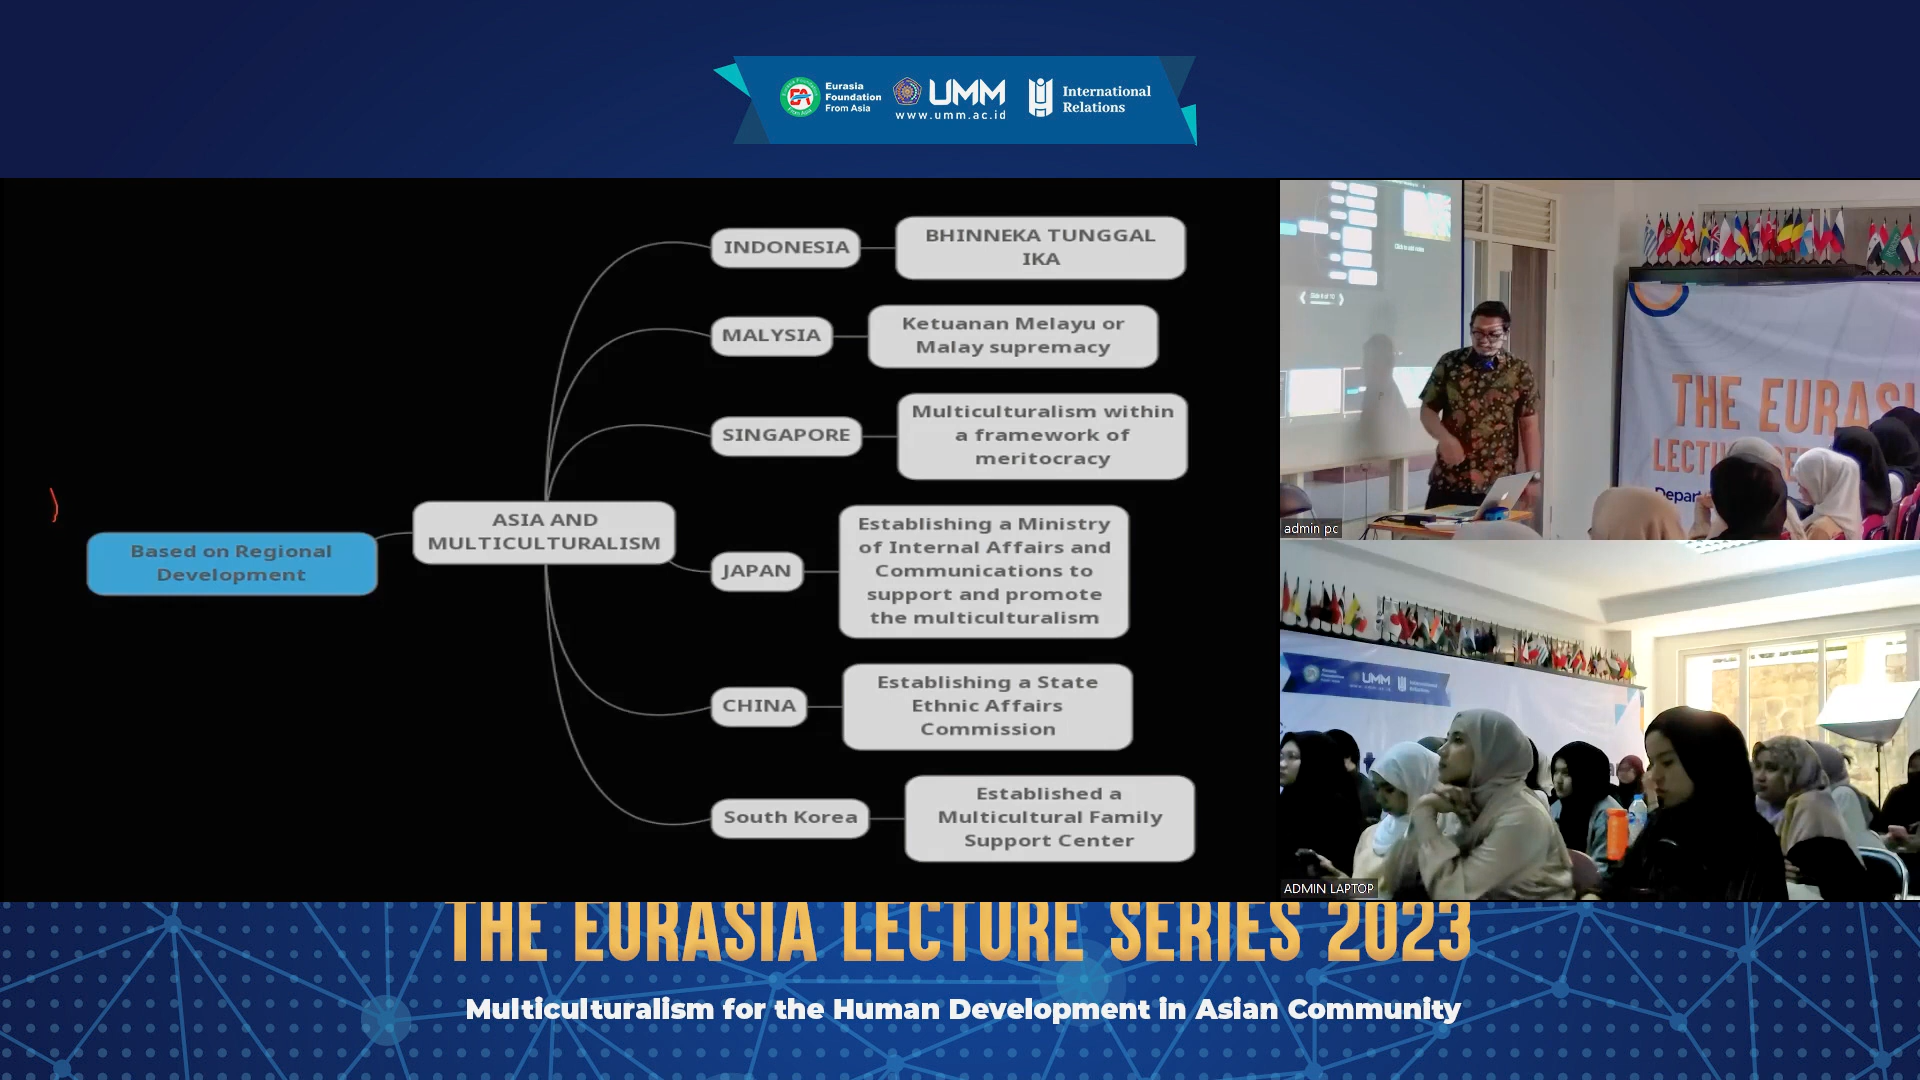 Eurasia
Foundation
From Asia
UMM
www.umm.ac.id
International
Relations
INDONESIA
BHINNEKA TUNGGAL
IKA
MALYSIA
Ketuanan Melayu or
Malay supremacy
SINGAPORE
Multiculturalism within
a framework of
meritocracy
Based on Regional
Development
ASIA AND
MULTICULTURALISM
JAPAN
Establishing a Ministry
of Internal Affairs and
Communications to
support and promote
the multiculturalism
CHINA
Establishing a State
Ethnic Affairs
Commission
South Korea
Established a
Multicultural Family
Support Center
THE EURASI
LECTU
Depar
admin pc
UMM
International
Relations
ADMIN LAPTOP
THE EURASIA LECTURE SERIES 2023
Multiculturalism for the Human Development in Asian Community